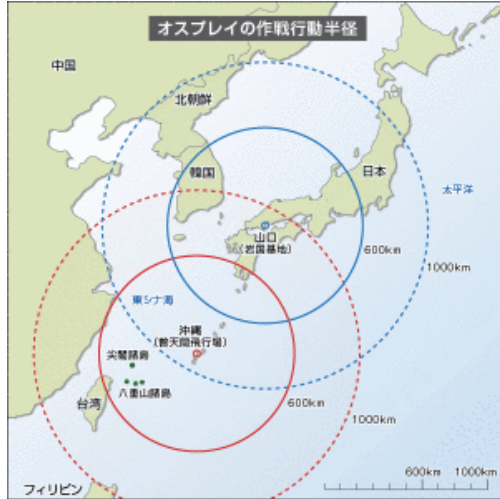 オスプレイの作戦行動半径
中国
北朝鮮
韓国
日本
太平洋
山口
(岩国基地)
600km
1000km
東シナ海
沖縄
(普天間飛行場)
尖閣諸島
八重山諸島
台湾
600km
1000km
フィリピン
600km 1000km